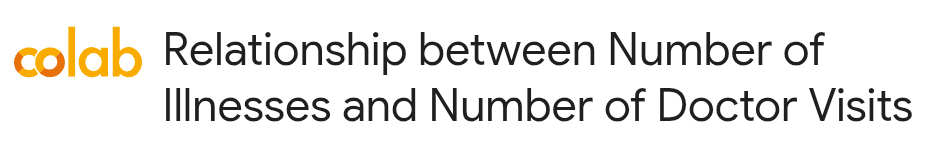 colab
Relationship between Number of
Illnesses and Number of Doctor Visits